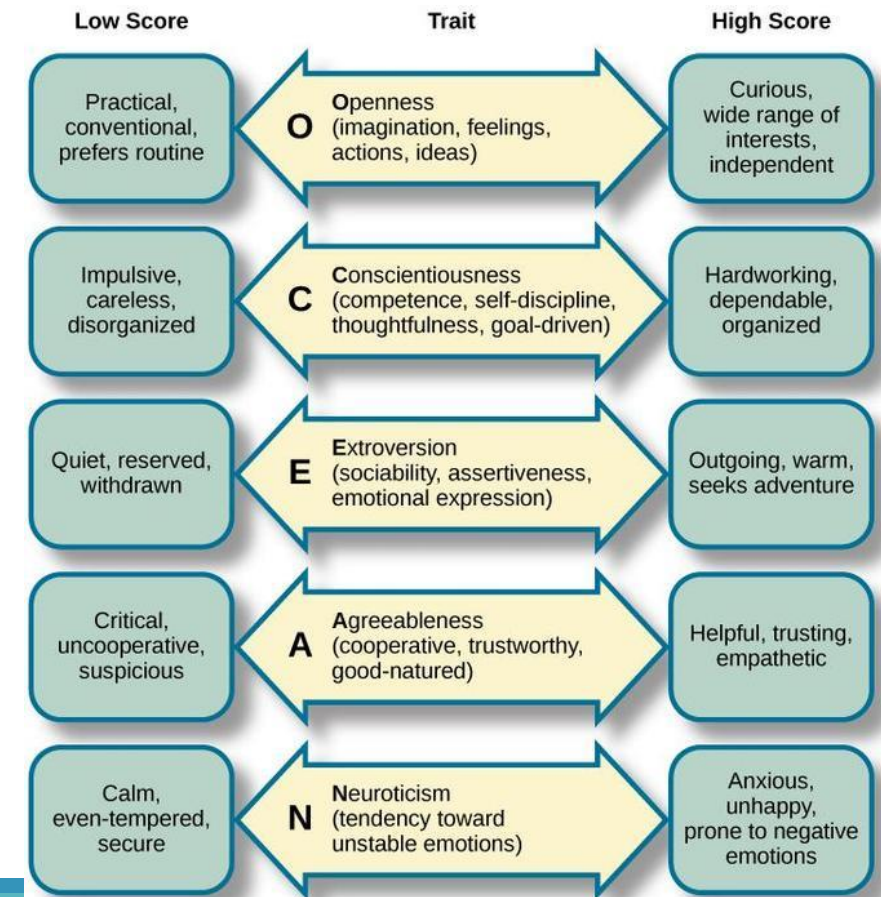 Low Score Trait High Score
Practical,
conventional,
prefers routine
O
Openness
(imagination, feelings,
actions, ideas)
Curious,
wide range of
interests,
independent
Impulsive,
careless,
disorganized
C
Conscientiousness
(competence, self-discipline,
thoughtfulness, goal-driven)
Hardworking,
dependable,
organized
Quiet, reserved,
withdrawn
E
Extroversion
(sociability, assertiveness,
emotional expression)
Outgoing, warm,
seeks adventure
Critical,
uncooperative,
suspicious
A
Agreeableness
(cooperative, trustworthy,
good-natured)
Helpful, trusting,
empathetic
Calm,
even-tempered,
secure
N
Neuroticism
(tendency toward
unstable emotions)
Anxious,
unhappy,
prone to negative
emotions